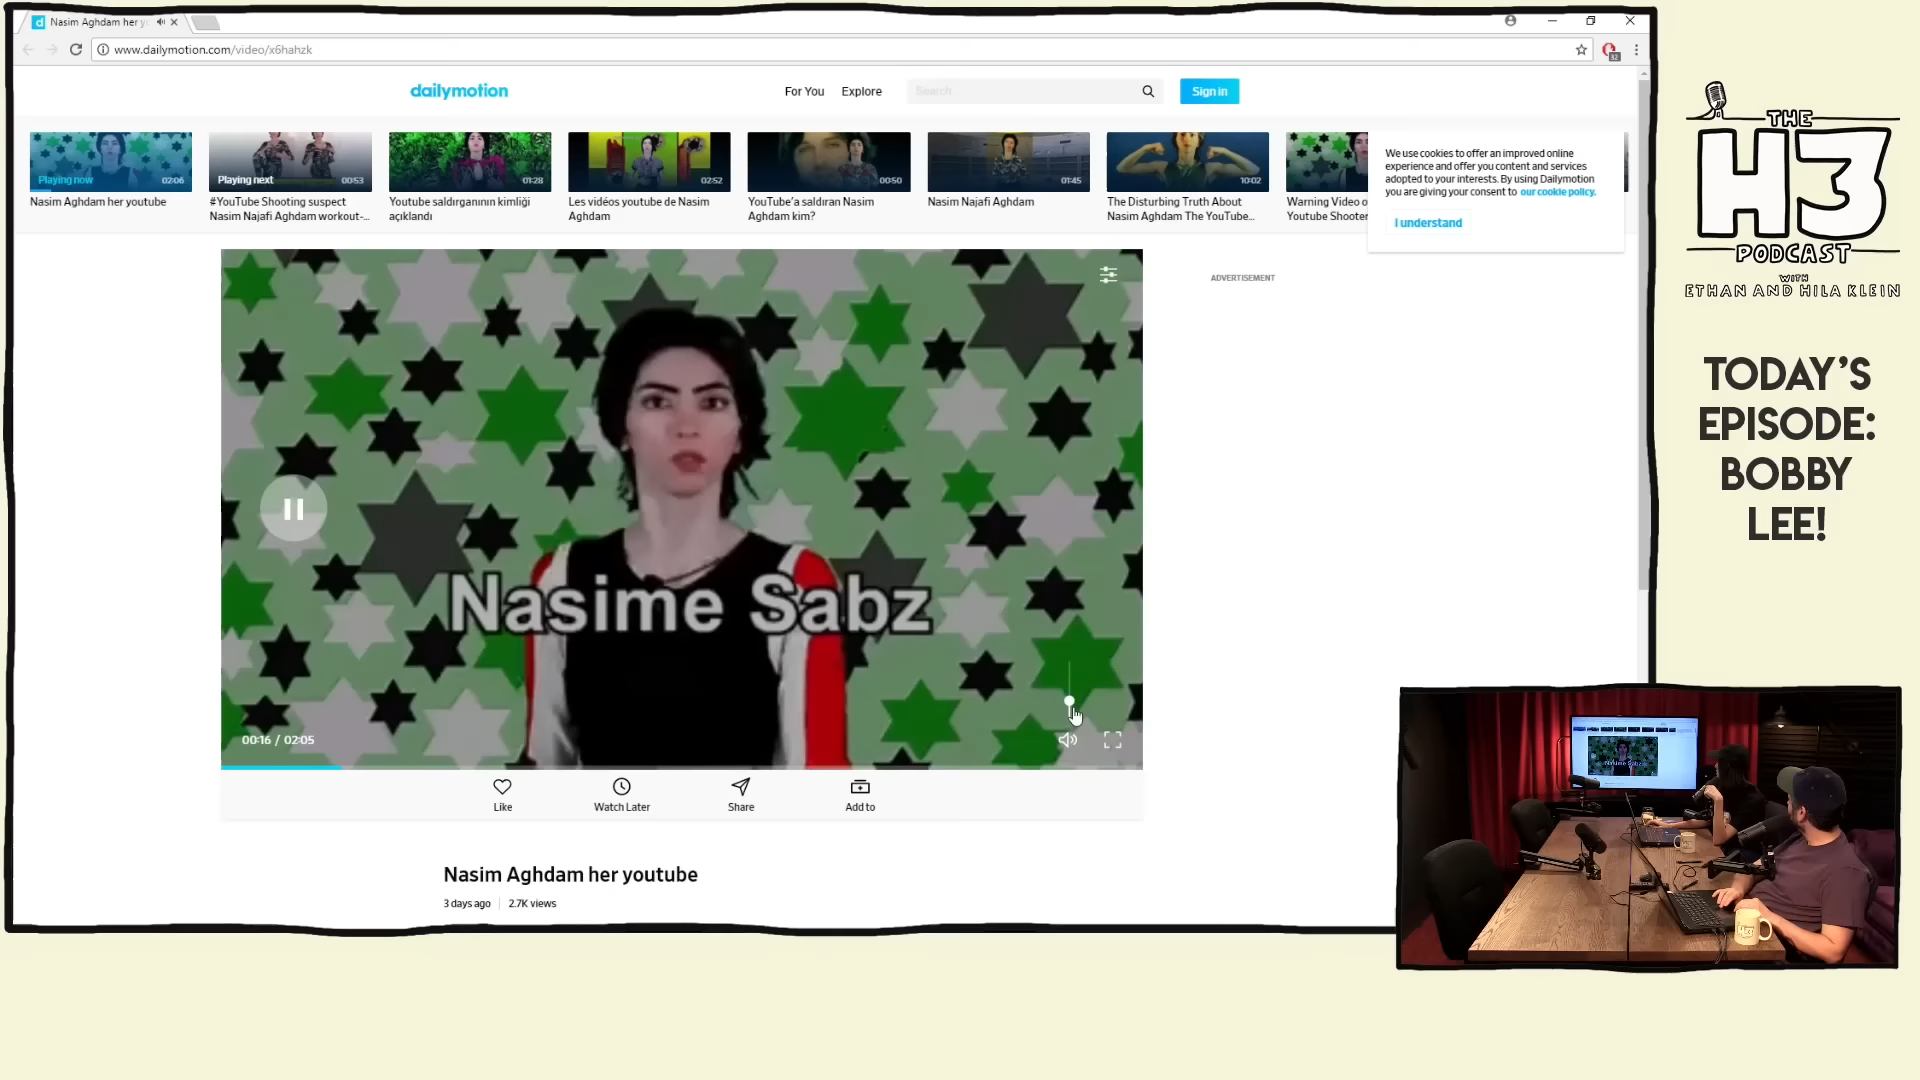 Nasim Aghdam her y
www.dailymotion.com/video/x6hahzk
32
dailymotion
For You
Explore
Search...
Sign in
Playing now
02:06
Nasim Aghdam her youtube
Playing next
00:53
#YouTube Shooting suspect
Nasim Najafi Aghdam workout-...
01:28
Youtube saldırganının kimliği
açıklandı
02:52
Les vidéos youtube de Nasim
Aghdam
00:50
YouTube'a saldıran Nasim
Aghdam kim?
01:45
Nasim Najafi Aghdam
10:02
The Disturbing Truth About
Nasim Aghdam The YouTube...
Warning Video o
Youtube Shooter
We use cookies to offer an improved online
experience and offer you content and services
adopted to your interests. By using Dailymotion
you are giving your consent to our cookie policy.
I understand
ADVERTISEMENT
Nasime Sabz
00:16 / 02:05
Like
Watch Later
Share
Add to
Nasim Aghdam her youtube
3 days ago
2.7K views
THE
H3
PODCAST
WITH
ETHAN AND HILA KLEIN
TODAY'S
EPISODE:
BOBBY
LEE!
Nasime Sabz
H3